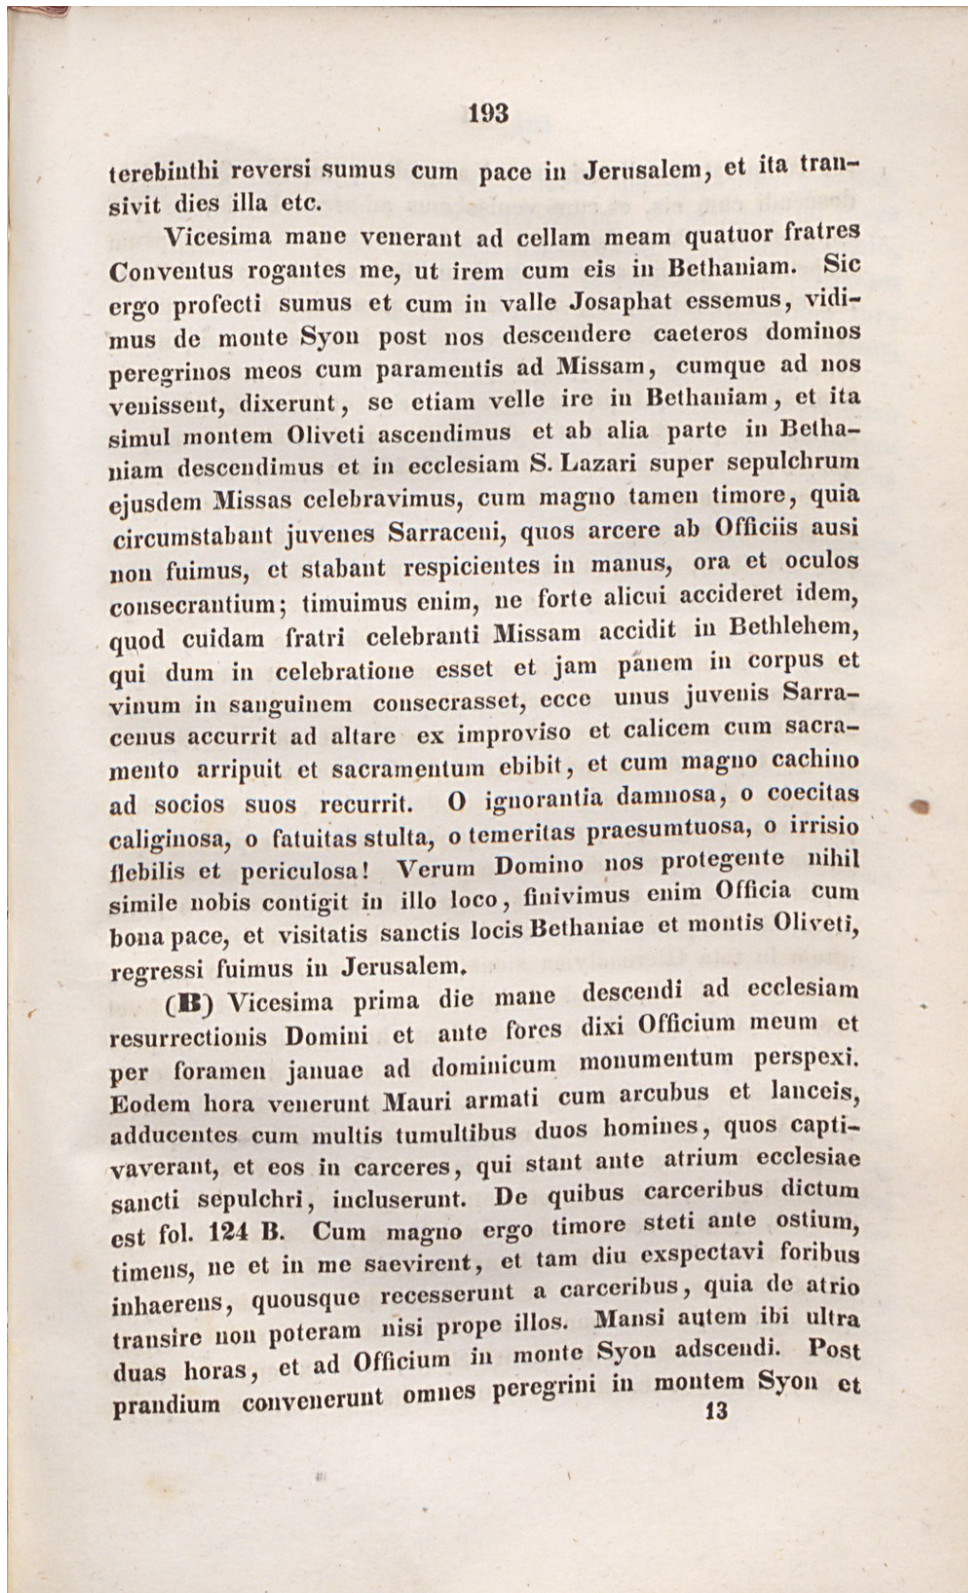 193
terebinthi reversi sumus cum pace in Jerusalem, et ita tran-
sivit dies illa etc.
Vicesima mane venerant ad cellam meam quatuor fratres
Conventus rogantes me, ut irem cum eis in Bethaniam. Sic
ergo profecti sumus et cum in valle Josaphat essemus, vidi-
mus de monte Syon post nos descendere caeteros dominos
peregrinos meos cum paramentis ad Missam, cumque ad nos
venissent, dixerunt, se etiam velle ire in Bethaniam, et ita
simul montem Oliveti ascendimus et ab alia parte in Betha-
niam descendimus et in ecclesiam S. Lazari super sepulchrum
ejusdem Missas celebravimus, cum magno tamen timore, quia
circumstabant juvenes Sarraceni, quos arcere ab Officiis ausi
non fuimus, et stabant respicientes in manus, ora et oculos
consecrantium; timuimus enim, ne forte alicui accideret idem,
quod cuidam fratri celebranti Missam accidit in Bethlehem,
qui dum in celebratione esset et jam panem in corpus et
vinum in sanguinem consecrasset, ecce unus juvenis Sarra-
cenus accurrit ad altare ex improviso et calicem cum sacra-
mento arripuit et sacramentum ebibit, et cum magno cachino
ad socios suos recurrit. O ignorantia damnosa, o coecitas
caliginosa, o fatuitas stulta, o temeritas praesumtuosa, o irrisio
flebilis et periculosa! Verum Domino nos protegente nihil
simile nobis contigit in illo loco, finivimus enim Officia cum
bona pace, et visitatis sanctis locis Bethaniae et montis Oliveti,
regressi fuimus in Jerusalem.
(B) Vicesima prima die mane descendi ad ecclesiam
resurrectionis Domini et ante fores dixi Officium meum et
per foramen januae ad dominicum monumentum perspexi.
Eodem hora venerunt Mauri armati cum arcubus et lanceis,
adducentes cum multis tumultibus duos homines, quos capti-
vaverant, et eos in carceres, qui stant ante atrium ecclesiae
sancti sepulchri, incluserunt. De quibus carceribus dictum
est fol. 124 B. Cum magno ergo timore steti ante ostium,
timens, ne et in me saevirent, et tam diu exspectavi foribus
inhaerens, quousque recesserunt a carceribus, quia de atrio
transire non poteram nisi prope illos. Mansi autem ibi ultra
duas horas, et ad Officium in monte Syon adscendi. Post
prandium convenerunt omnes peregrini in montem Syon et
13